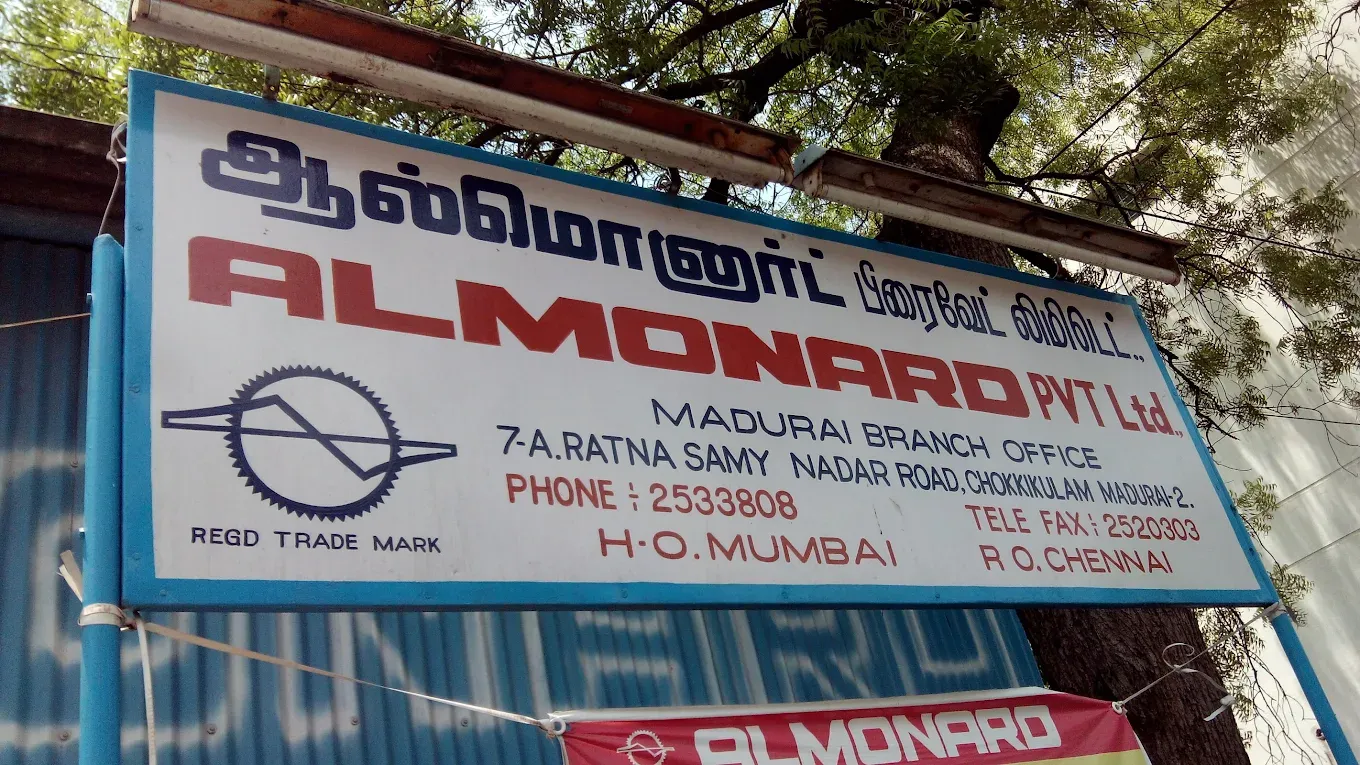 ஆல்மொனார்ட் பிரைவேட் லிமிடெட்.,
ALMONARD PVT Ltd.,
MADURAI BRANCH OFFICE
7-A.RATNA SAMY NADAR ROAD, CHOKKIKULAM MADURAI-2.
PHONE :- 2533808
TELE FAX :- 2520303
H-O.MUMBAI
R O.CHENNAI
REGD TRADE MARK
ALMONARD